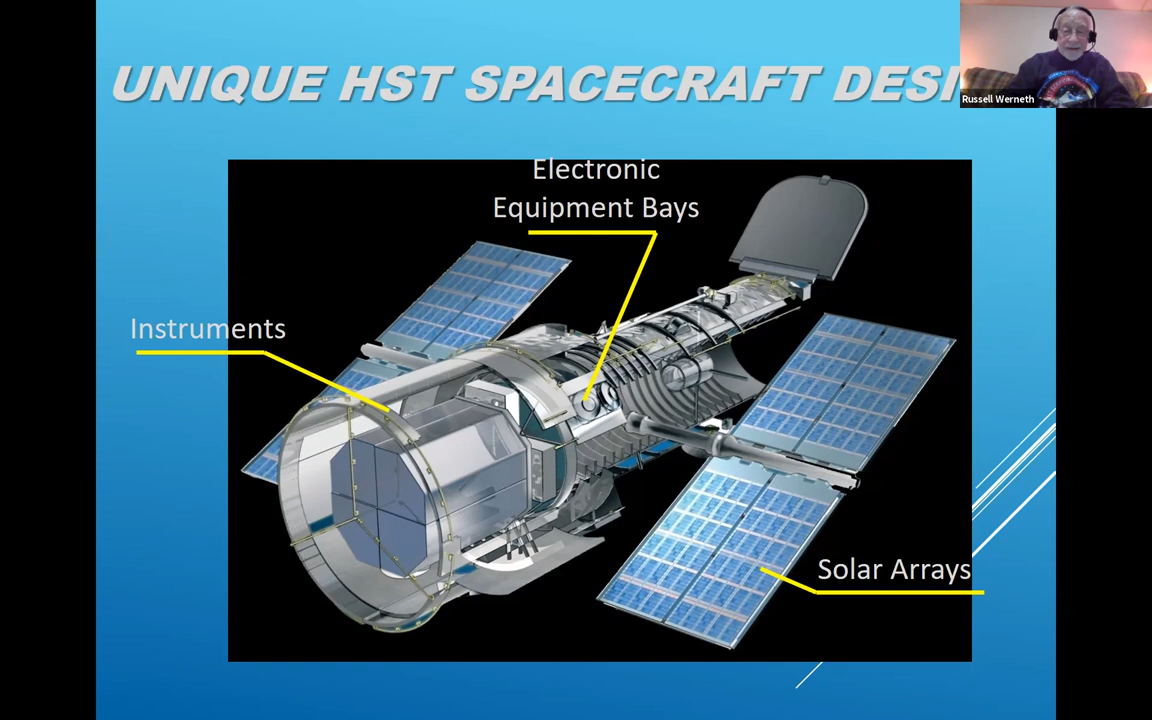 UNIQUE HST SPACECRAFT DESI
Russell Werneth
Electronic
Equipment Bays
Instruments
Solar Arrays